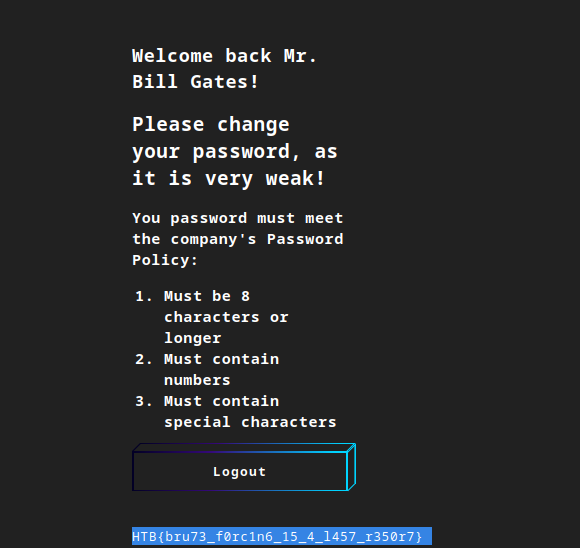 Welcome back Mr.
Bill Gates!
Please change
your password, as
it is very weak!
You password must meet
the company's Password
Policy:
1. Must be 8
characters or
longer
2. Must contain
numbers
3. Must contain
special characters
Logout
HTB{bru73_f0rc1n6_15_4_l457_r350r7}